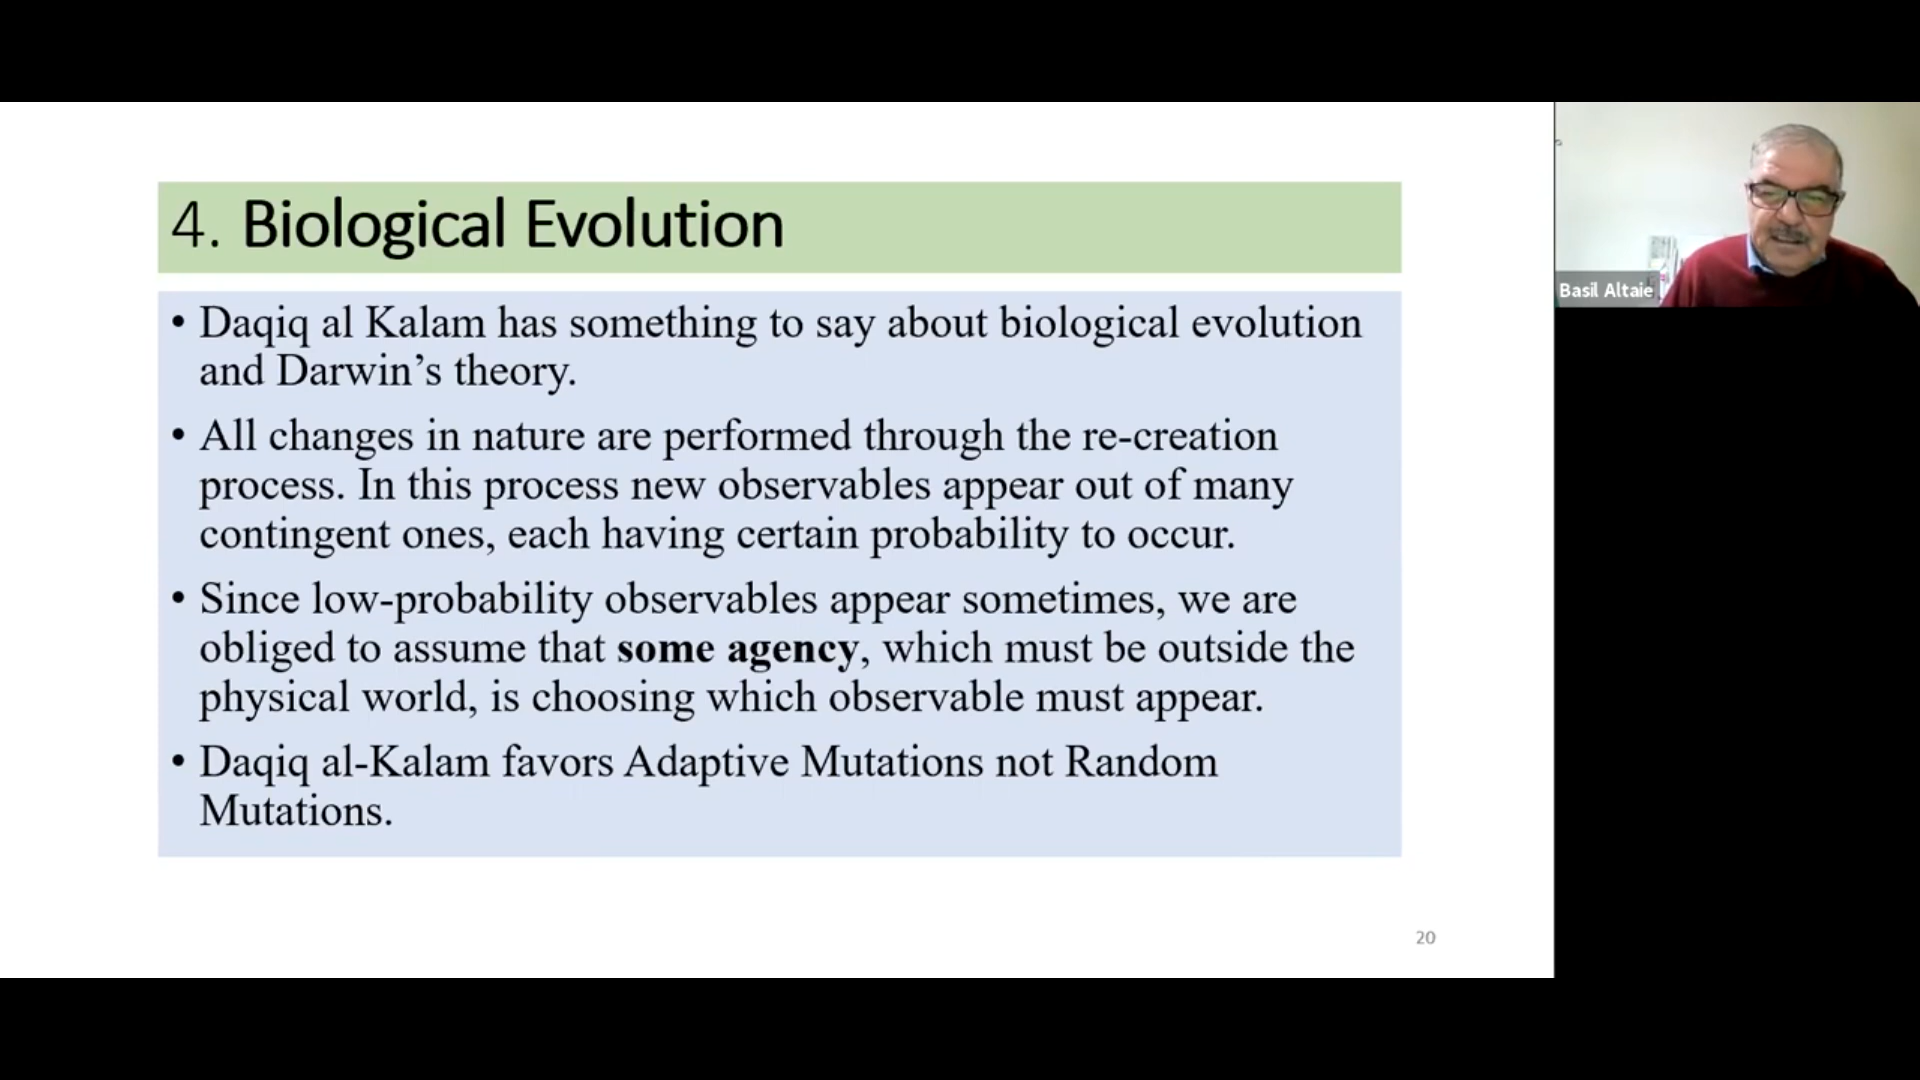 4. Biological Evolution
• Daqiq al Kalam has something to say about biological evolution
and Darwin’s theory.
• All changes in nature are performed through the re-creation
process. In this process new observables appear out of many
contingent ones, each having certain probability to occur.
• Since low-probability observables appear sometimes, we are
obliged to assume that some agency, which must be outside the
physical world, is choosing which observable must appear.
• Daqiq al-Kalam favors Adaptive Mutations not Random
Mutations.
20
Basil Altaie